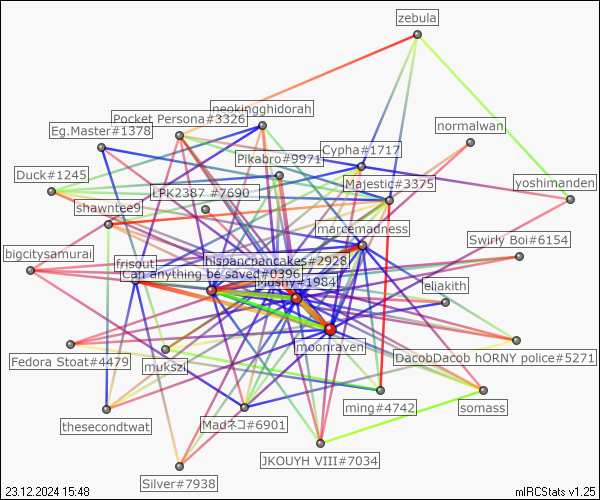 zebula
neokingghidorah
Pocket Persona#3326
Eg.Master#1378
normalwan
Cypha#1717
Pikabro#9971
Duck#1245
Majestic#3375
yoshimanden
LPK2387 #7690
shawntee9
marcemadness
Swirly Boi#6154
bigcitysamurai
frisout
hispancpancakes#2928
Can anything be saved#0396
Mushy#1984
eliakith
moonraven
DacobDacob hORNY police#5271
Fedora Stoat#4479
mukszi
ming#4742
somass
thesecondtwat
Madネコ#6901
JKOUYH VIII#7034
Silver#7938
23.12.2024 15:48
mIRCStats v1.25